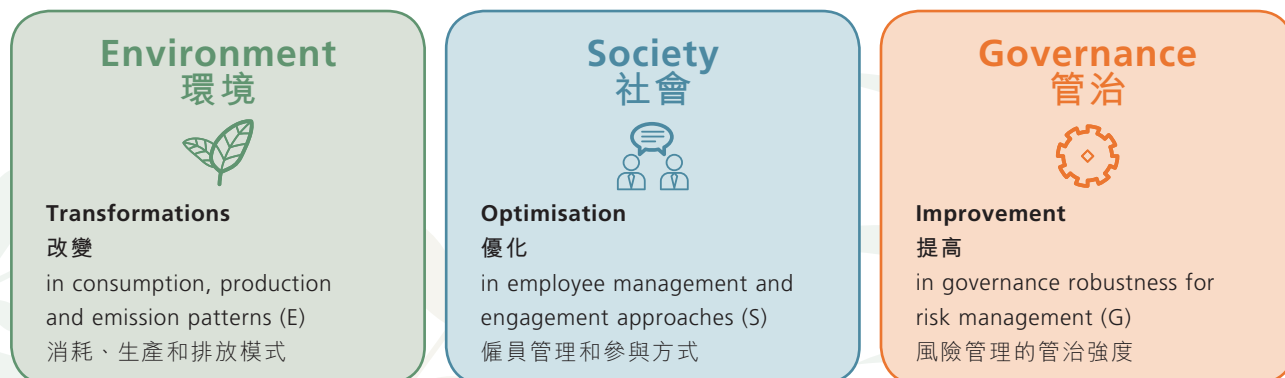 Environment
環境
Transformations
改變
in consumption, production
and emission patterns (E)
消耗、生產和排放模式
Society
社會
Optimisation
優化
in employee management and
engagement approaches (S)
僱員管理和參與方式
Governance
管治
Improvement
提高
in governance robustness for
risk management (G)
風險管理的管治強度